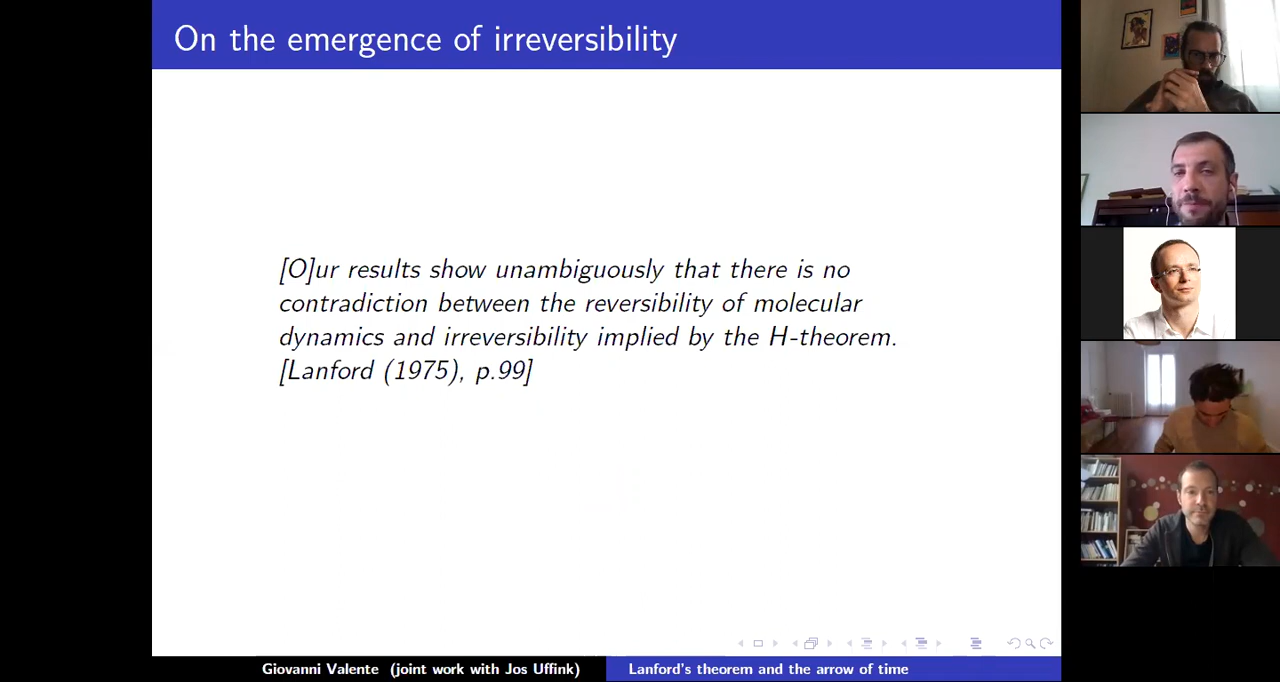 On the emergence of irreversibility
[O]ur results show unambiguously that there is no
contradiction between the reversibility of molecular
dynamics and irreversibility implied by the H-theorem.
[Lanford (1975), p.99]
Giovanni Valente (joint work with Jos Uffink)
Lanford's theorem and the arrow of time